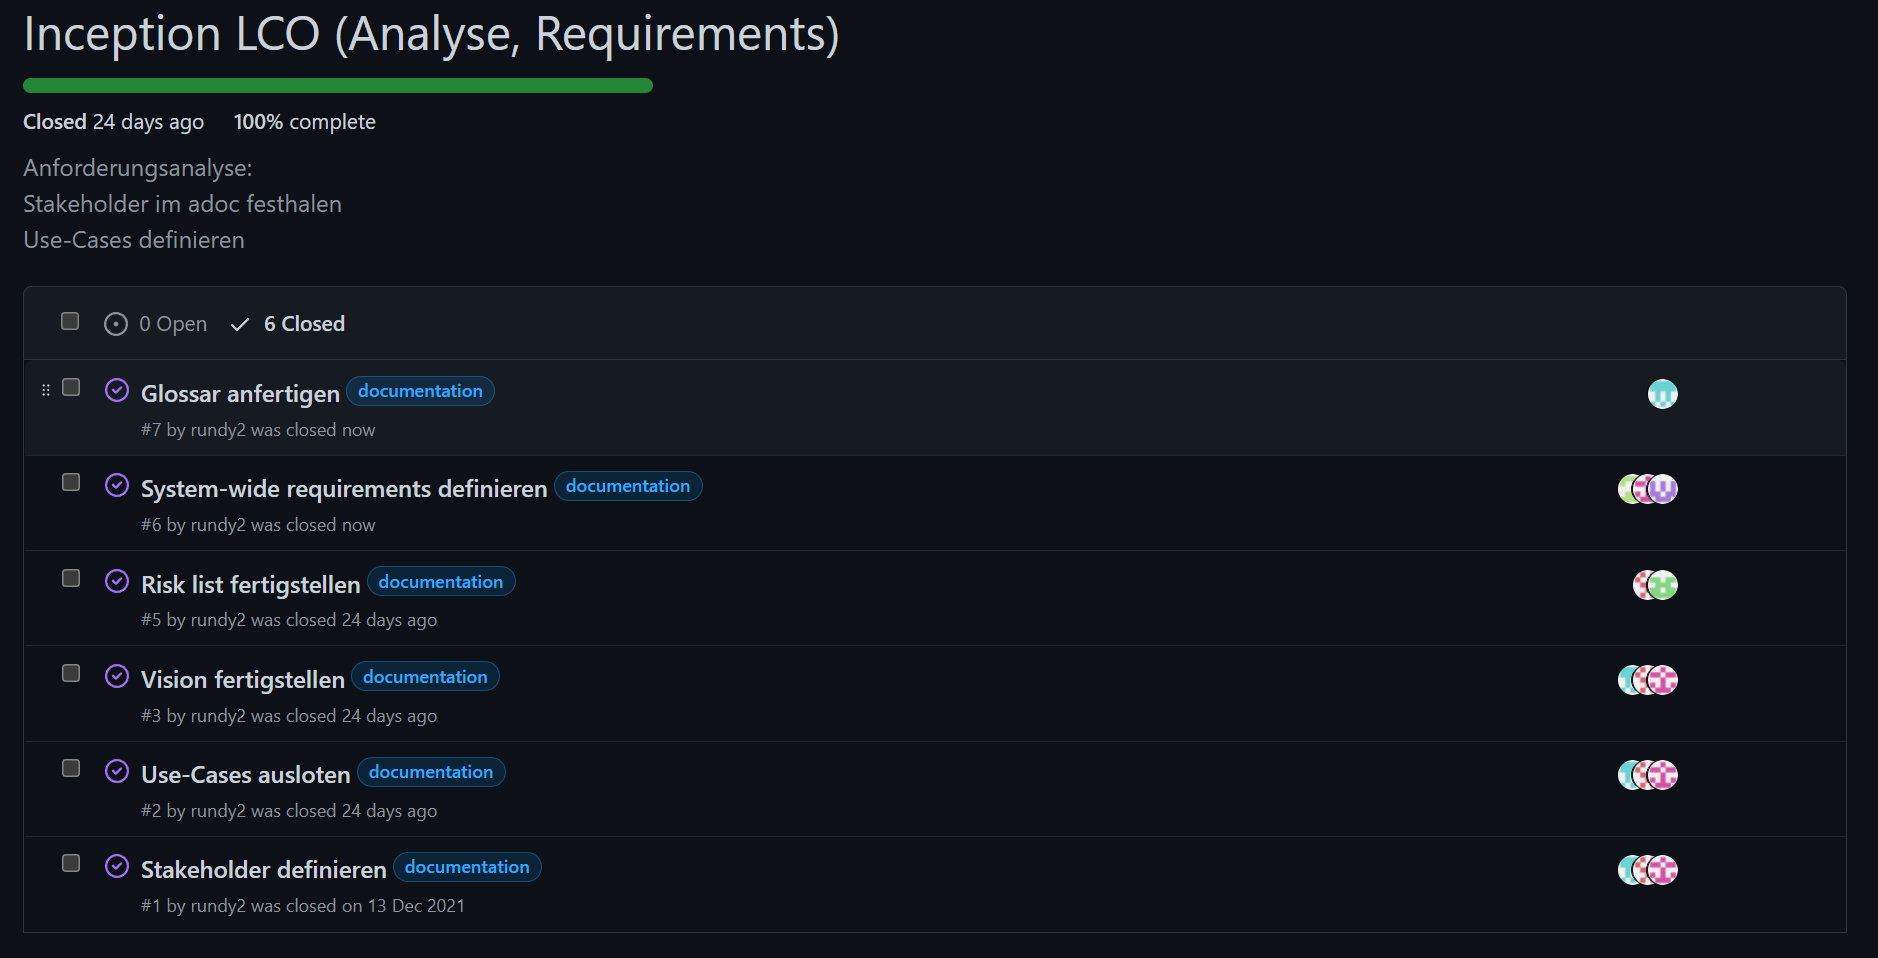 Inception LCO (Analyse, Requirements)
Closed 24 days ago 100% complete
Anforderungsanalyse:
Stakeholder im adoc festhalen
Use-Cases definieren
0 Open 6 Closed
Glossar anfertigen documentation
#7 by rundy2 was closed now
System-wide requirements definieren documentation
#6 by rundy2 was closed now
Risk list fertigstellen documentation
#5 by rundy2 was closed 24 days ago
Vision fertigstellen documentation
#3 by rundy2 was closed 24 days ago
Use-Cases ausloten documentation
#2 by rundy2 was closed 24 days ago
Stakeholder definieren documentation
#1 by rundy2 was closed on 13 Dec 2021